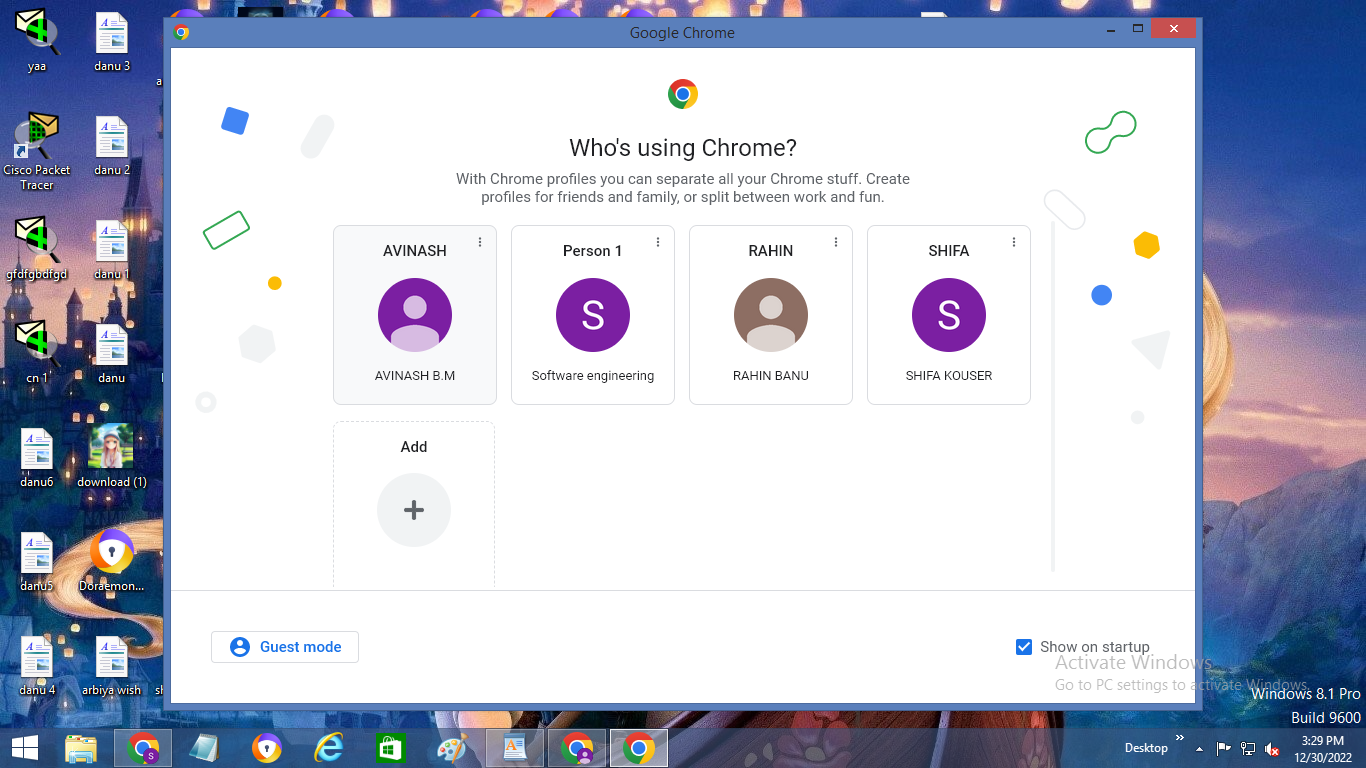 Google Chrome
Who's using Chrome?
With Chrome profiles you can separate all your Chrome stuff. Create
profiles for friends and family, or split between work and fun.
AVINASH
AVINASH B.M
Person 1
S
Software engineering
RAHIN
RAHIN BANU
SHIFA
S
SHIFA KOUSER
Add
Guest mode
Show on startup
yaa
danu 3
Cisco Packet
Tracer
danu 2
gfdfgbdfgd
danu 1
cn 1
danu
danu6
download (1)
danu5
Doraemon...
danu 4
arbiya wish
Activate Windows
Go to PC settings to activate Windows.
Windows 8.1 Pro
Build 9600
S
Desktop
3:29 PM
12/30/2022